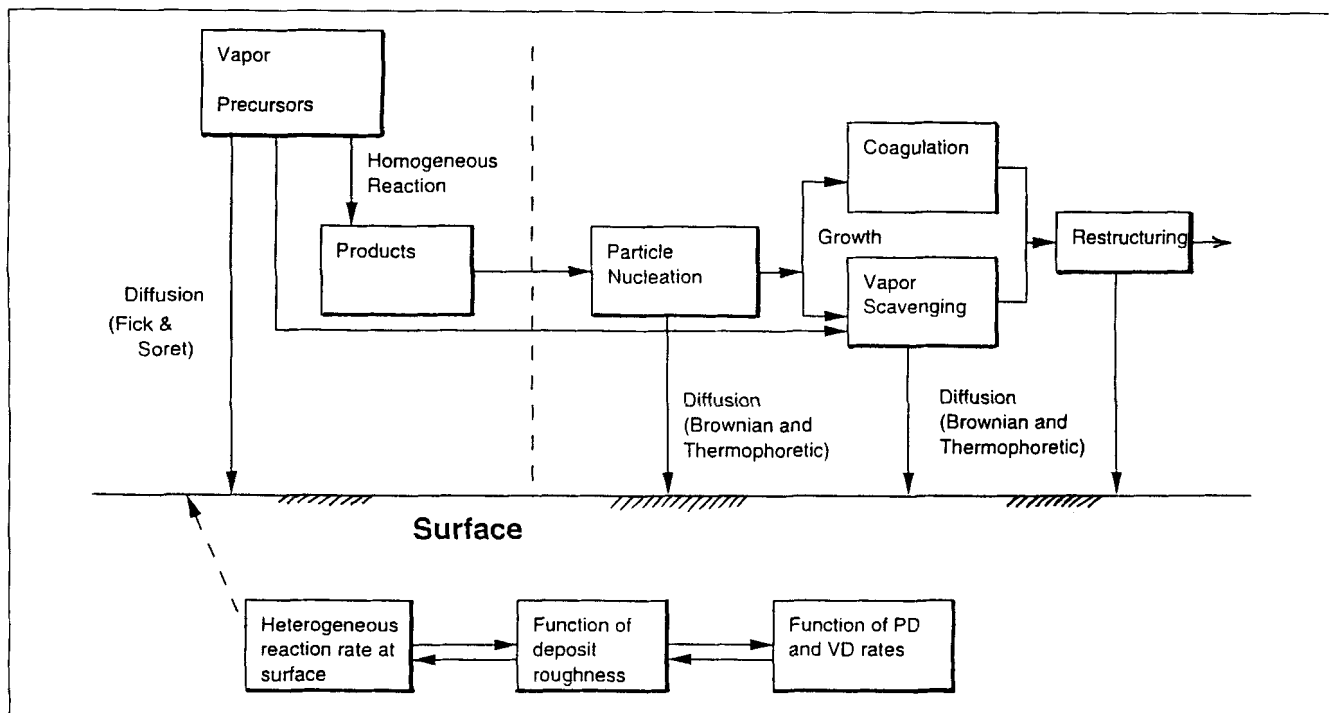 Vapor
Precursors
Homogeneous
Reaction
Products
Diffusion
(Fick &
Soret)
Particle
Nucleation
Growth
Coagulation
Vapor
Scavenging
Restructuring
Diffusion
(Brownian and
Thermophoretic)
Diffusion
(Brownian and
Thermophoretic)
Surface
Heterogeneous
reaction rate at
surface
Function of
deposit
roughness
Function of PD
and VD rates